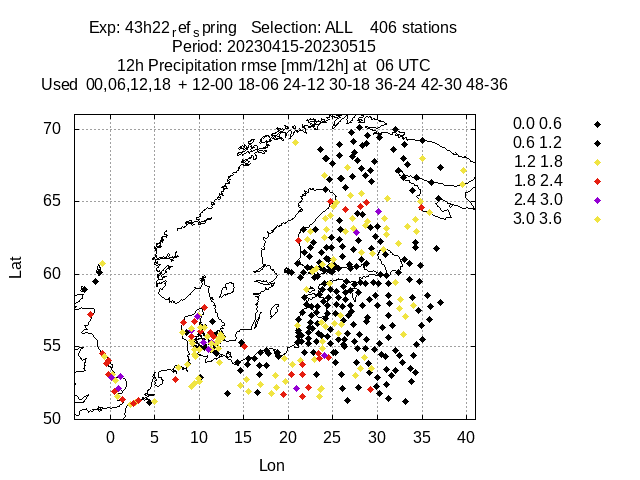 Exp: 43h22refspring Selection: ALL 406 stations
Period: 20230415-20230515
12h Precipitation rmse [mm/12h] at 06 UTC
Used 00,06,12,18 + 12-00 18-06 24-12 30-18 36-24 42-30 48-36
0.0 0.6
0.6 1.2
1.2 1.8
1.8 2.4
2.4 3.0
3.0 3.6
70
65
60
55
50
Lat
0 5 10 15 20 25 30 35 40
Lon